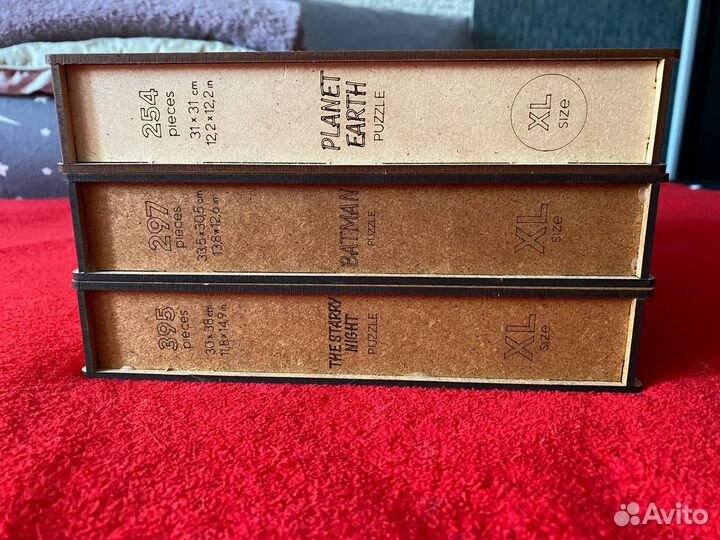 254
pieces
31 x 31 cm
12,2 x 12,2 in
PLANET
EARTH
PUZZLE
XL
size
297
pieces
33,5 x 30,5 cm
13,8 x 12,6 in
BATMAN
PUZZLE
XL
size
395
pieces
30 x 38 cm
11,8 x 14,9 in
THE STARRY
NIGHT
PUZZLE
XL
size
Avito